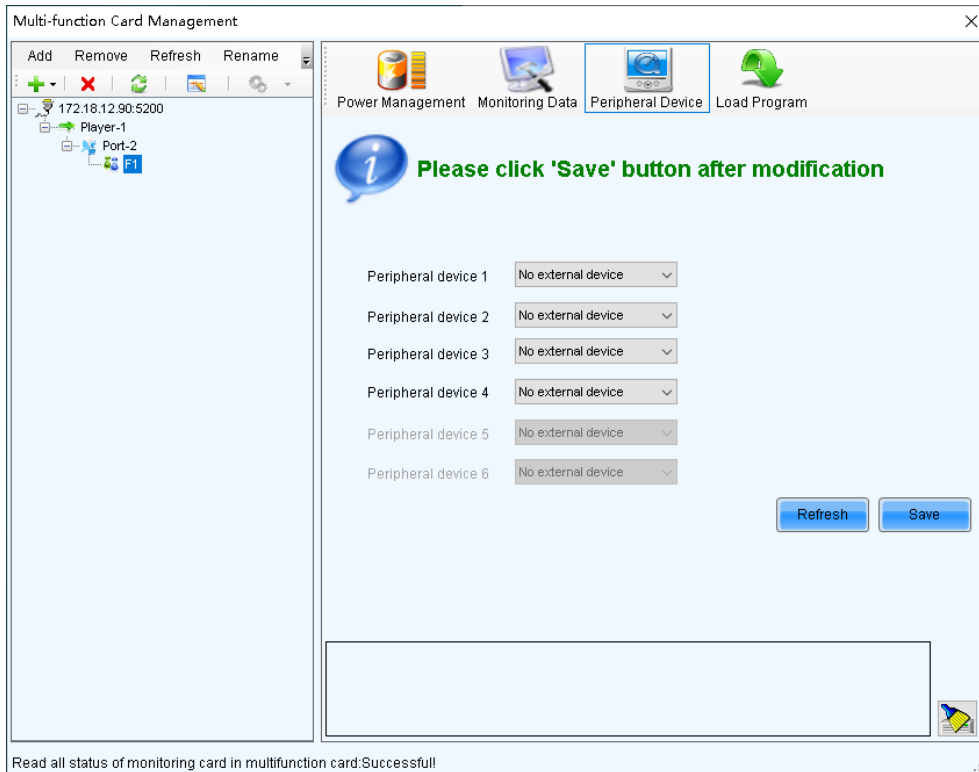 Multi-function Card Management
Add Remove Refresh Rename
172.18.12.90:5200
Player-1
Port-2
F1
Power Management Monitoring Data Peripheral Device Load Program
Please click 'Save' button after modification
Peripheral device 1 No external device
Peripheral device 2 No external device
Peripheral device 3 No external device
Peripheral device 4 No external device
Peripheral device 5 No external device
Peripheral device 6 No external device
Refresh Save
Read all status of monitoring card in multifunction card:Successful!